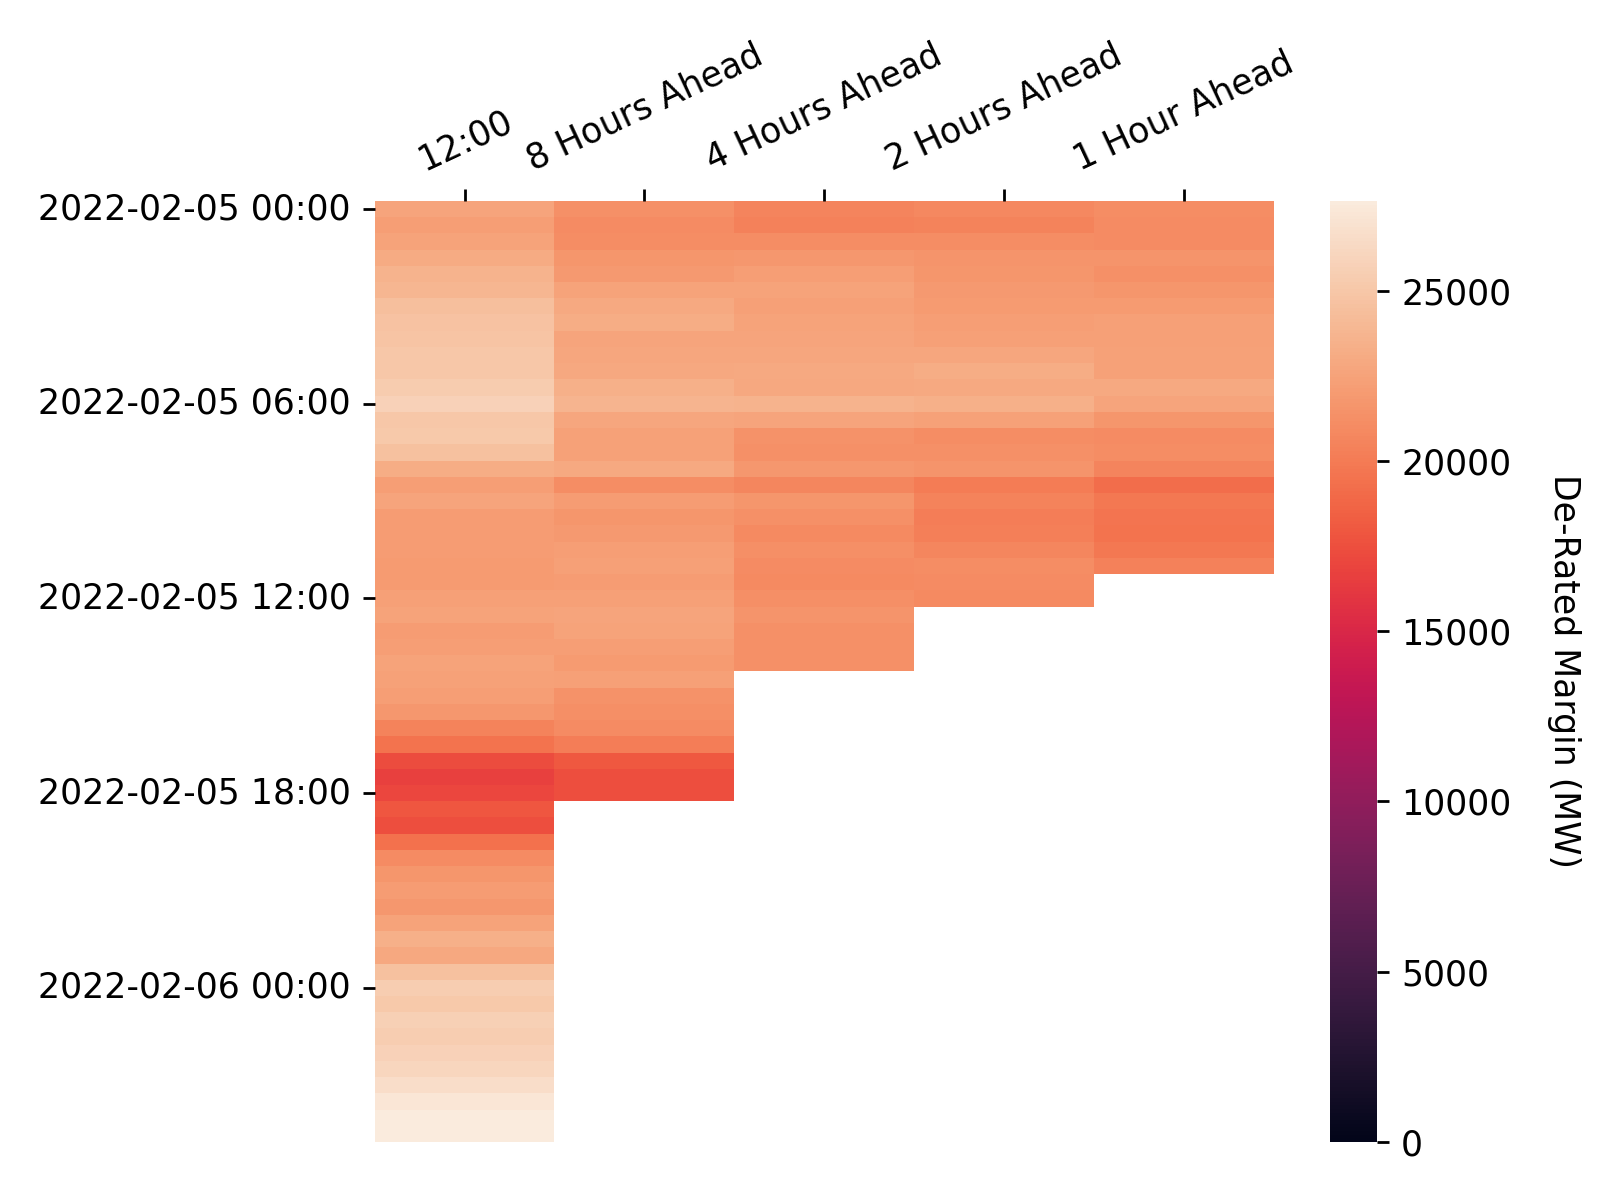 12:00
8 Hours Ahead
4 Hours Ahead
2 Hours Ahead
1 Hour Ahead
2022-02-05 00:00
2022-02-05 06:00
2022-02-05 12:00
2022-02-05 18:00
2022-02-06 00:00
25000
20000
15000
10000
5000
0
De-Rated Margin (MW)